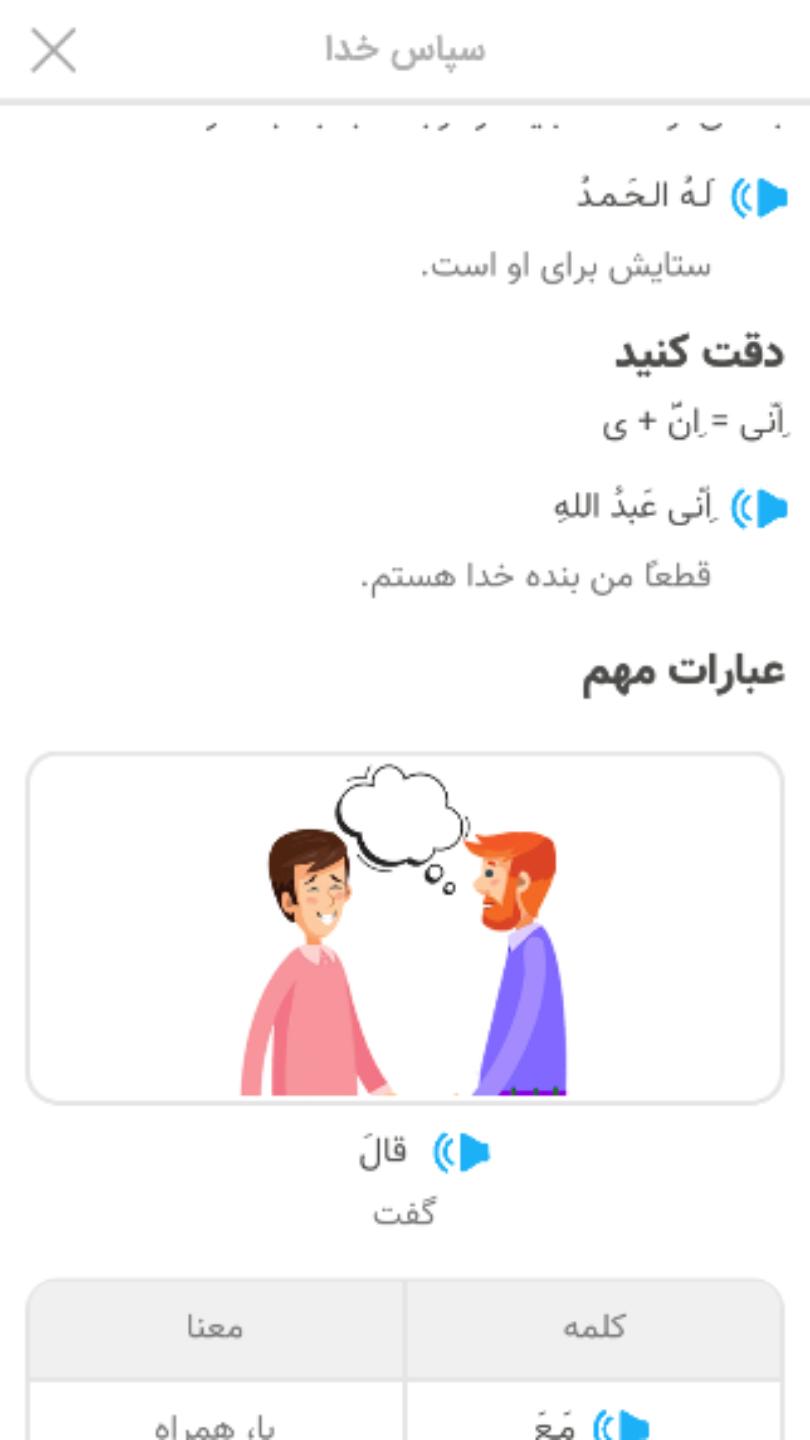 سپاس خدا
لَهُ الحَمدُ
ستایش برای او است.
دقت کنید
اِنّی = اِنّ + ی
اِنّی عَبدُ اللهِ
قطعاً من بنده خدا هستم.
عبارات مهم
قالَ
گفت
کلمه
معنا
مَعَ
با، همراه